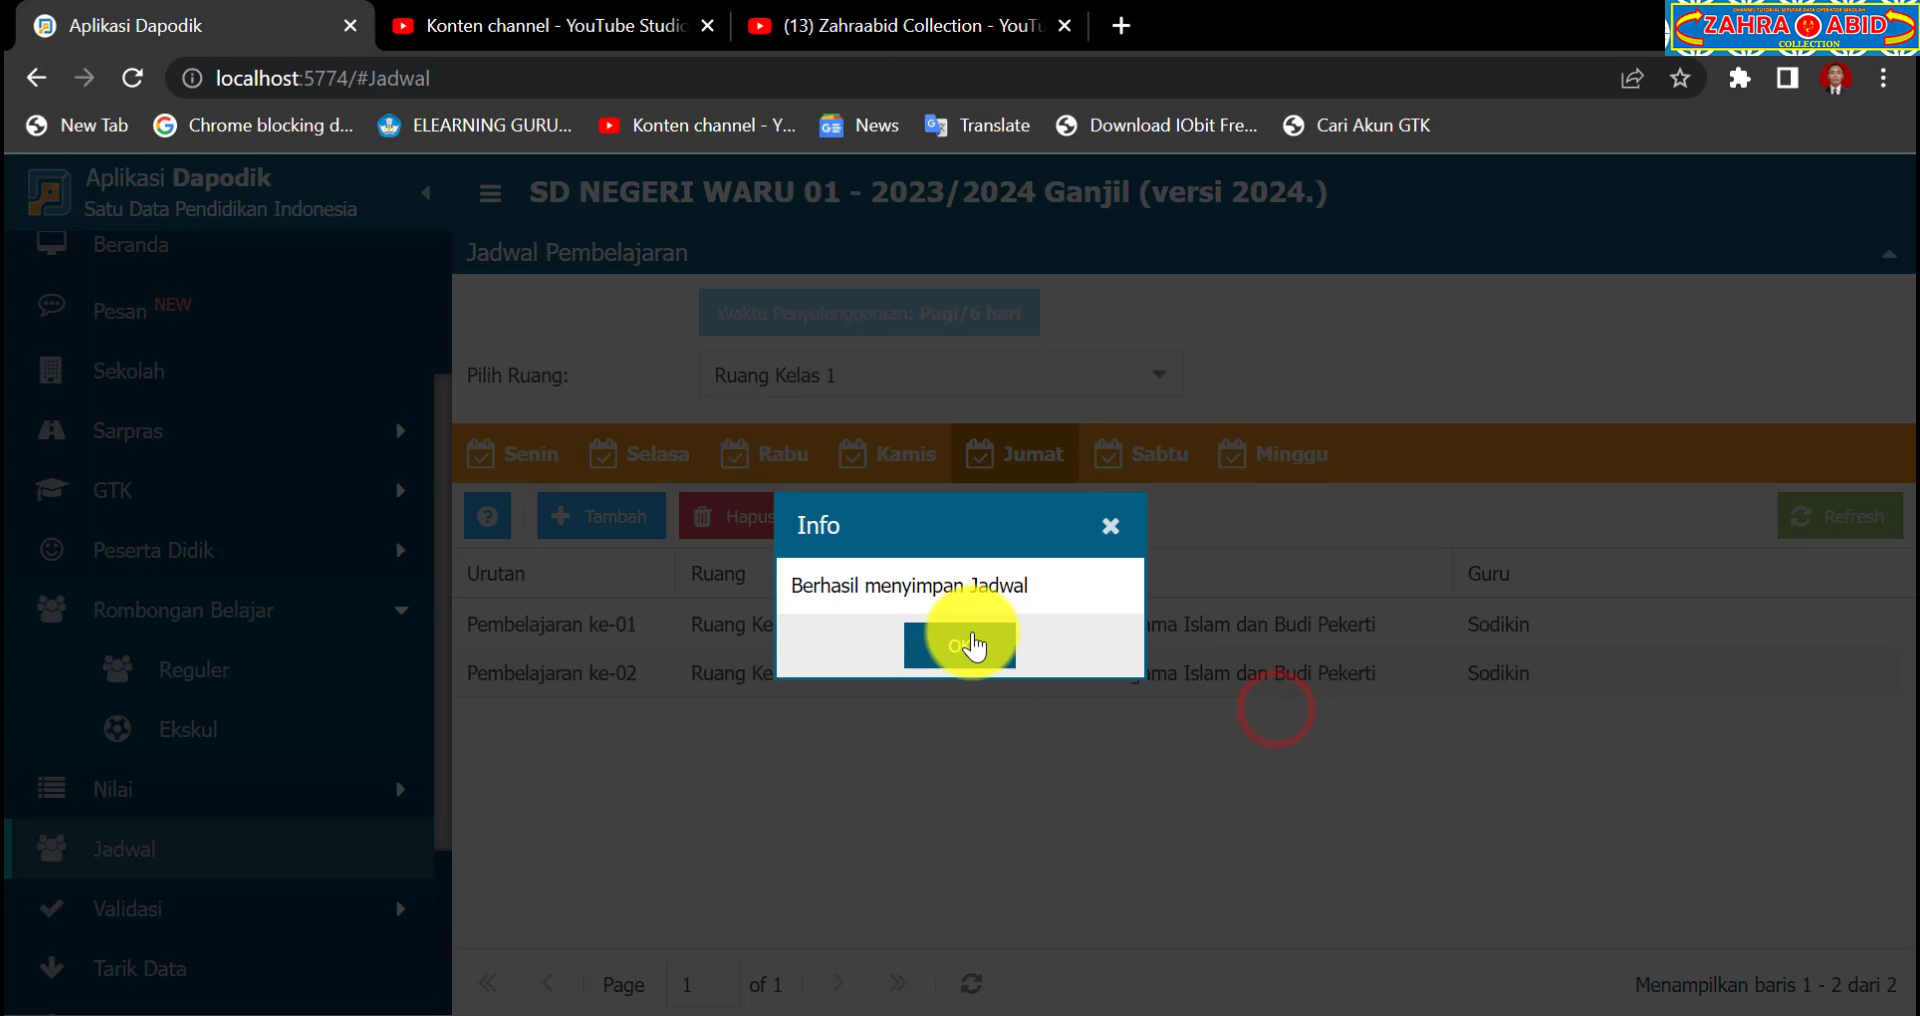 Aplikasi Dapodik
Konten channel - YouTube Studio
(13) Zahraabid Collection - YouTu
ZAHRA ABID
COLLECTION
localhost:5774/#Jadwal
New Tab
Chrome blocking d...
ELEARNING GURU...
Konten channel - Y...
News
Translate
Download IObit Fre...
Cari Akun GTK
Aplikasi Dapodik
Satu Data Pendidikan Indonesia
SD NEGERI WARU 01 - 2023/2024 Ganjil (versi 2024.)
Beranda
Pesan NEW
Sekolah
Sarpras
GTK
Peserta Didik
Rombongan Belajar
Reguler
Ekskul
Nilai
Jadwal
Validasi
Tarik Data
Jadwal Pembelajaran
Waktu Penyelenggaraan: Pagi/6 hari
Pilih Ruang:
Ruang Kelas 1
Senin
Selasa
Rabu
Kamis
Jumat
Sabtu
Minggu
Tambah
Hapus
Refresh
Info
Berhasil menyimpan Jadwal
OK
Urutan
Ruang
Guru
Pembelajaran ke-01
Ruang Ke
ama Islam dan Budi Pekerti
Sodikin
Pembelajaran ke-02
Ruang Ke
gama Islam dan Budi Pekerti
Sodikin
Page
1
of 1
Menampilkan baris 1 - 2 dari 2